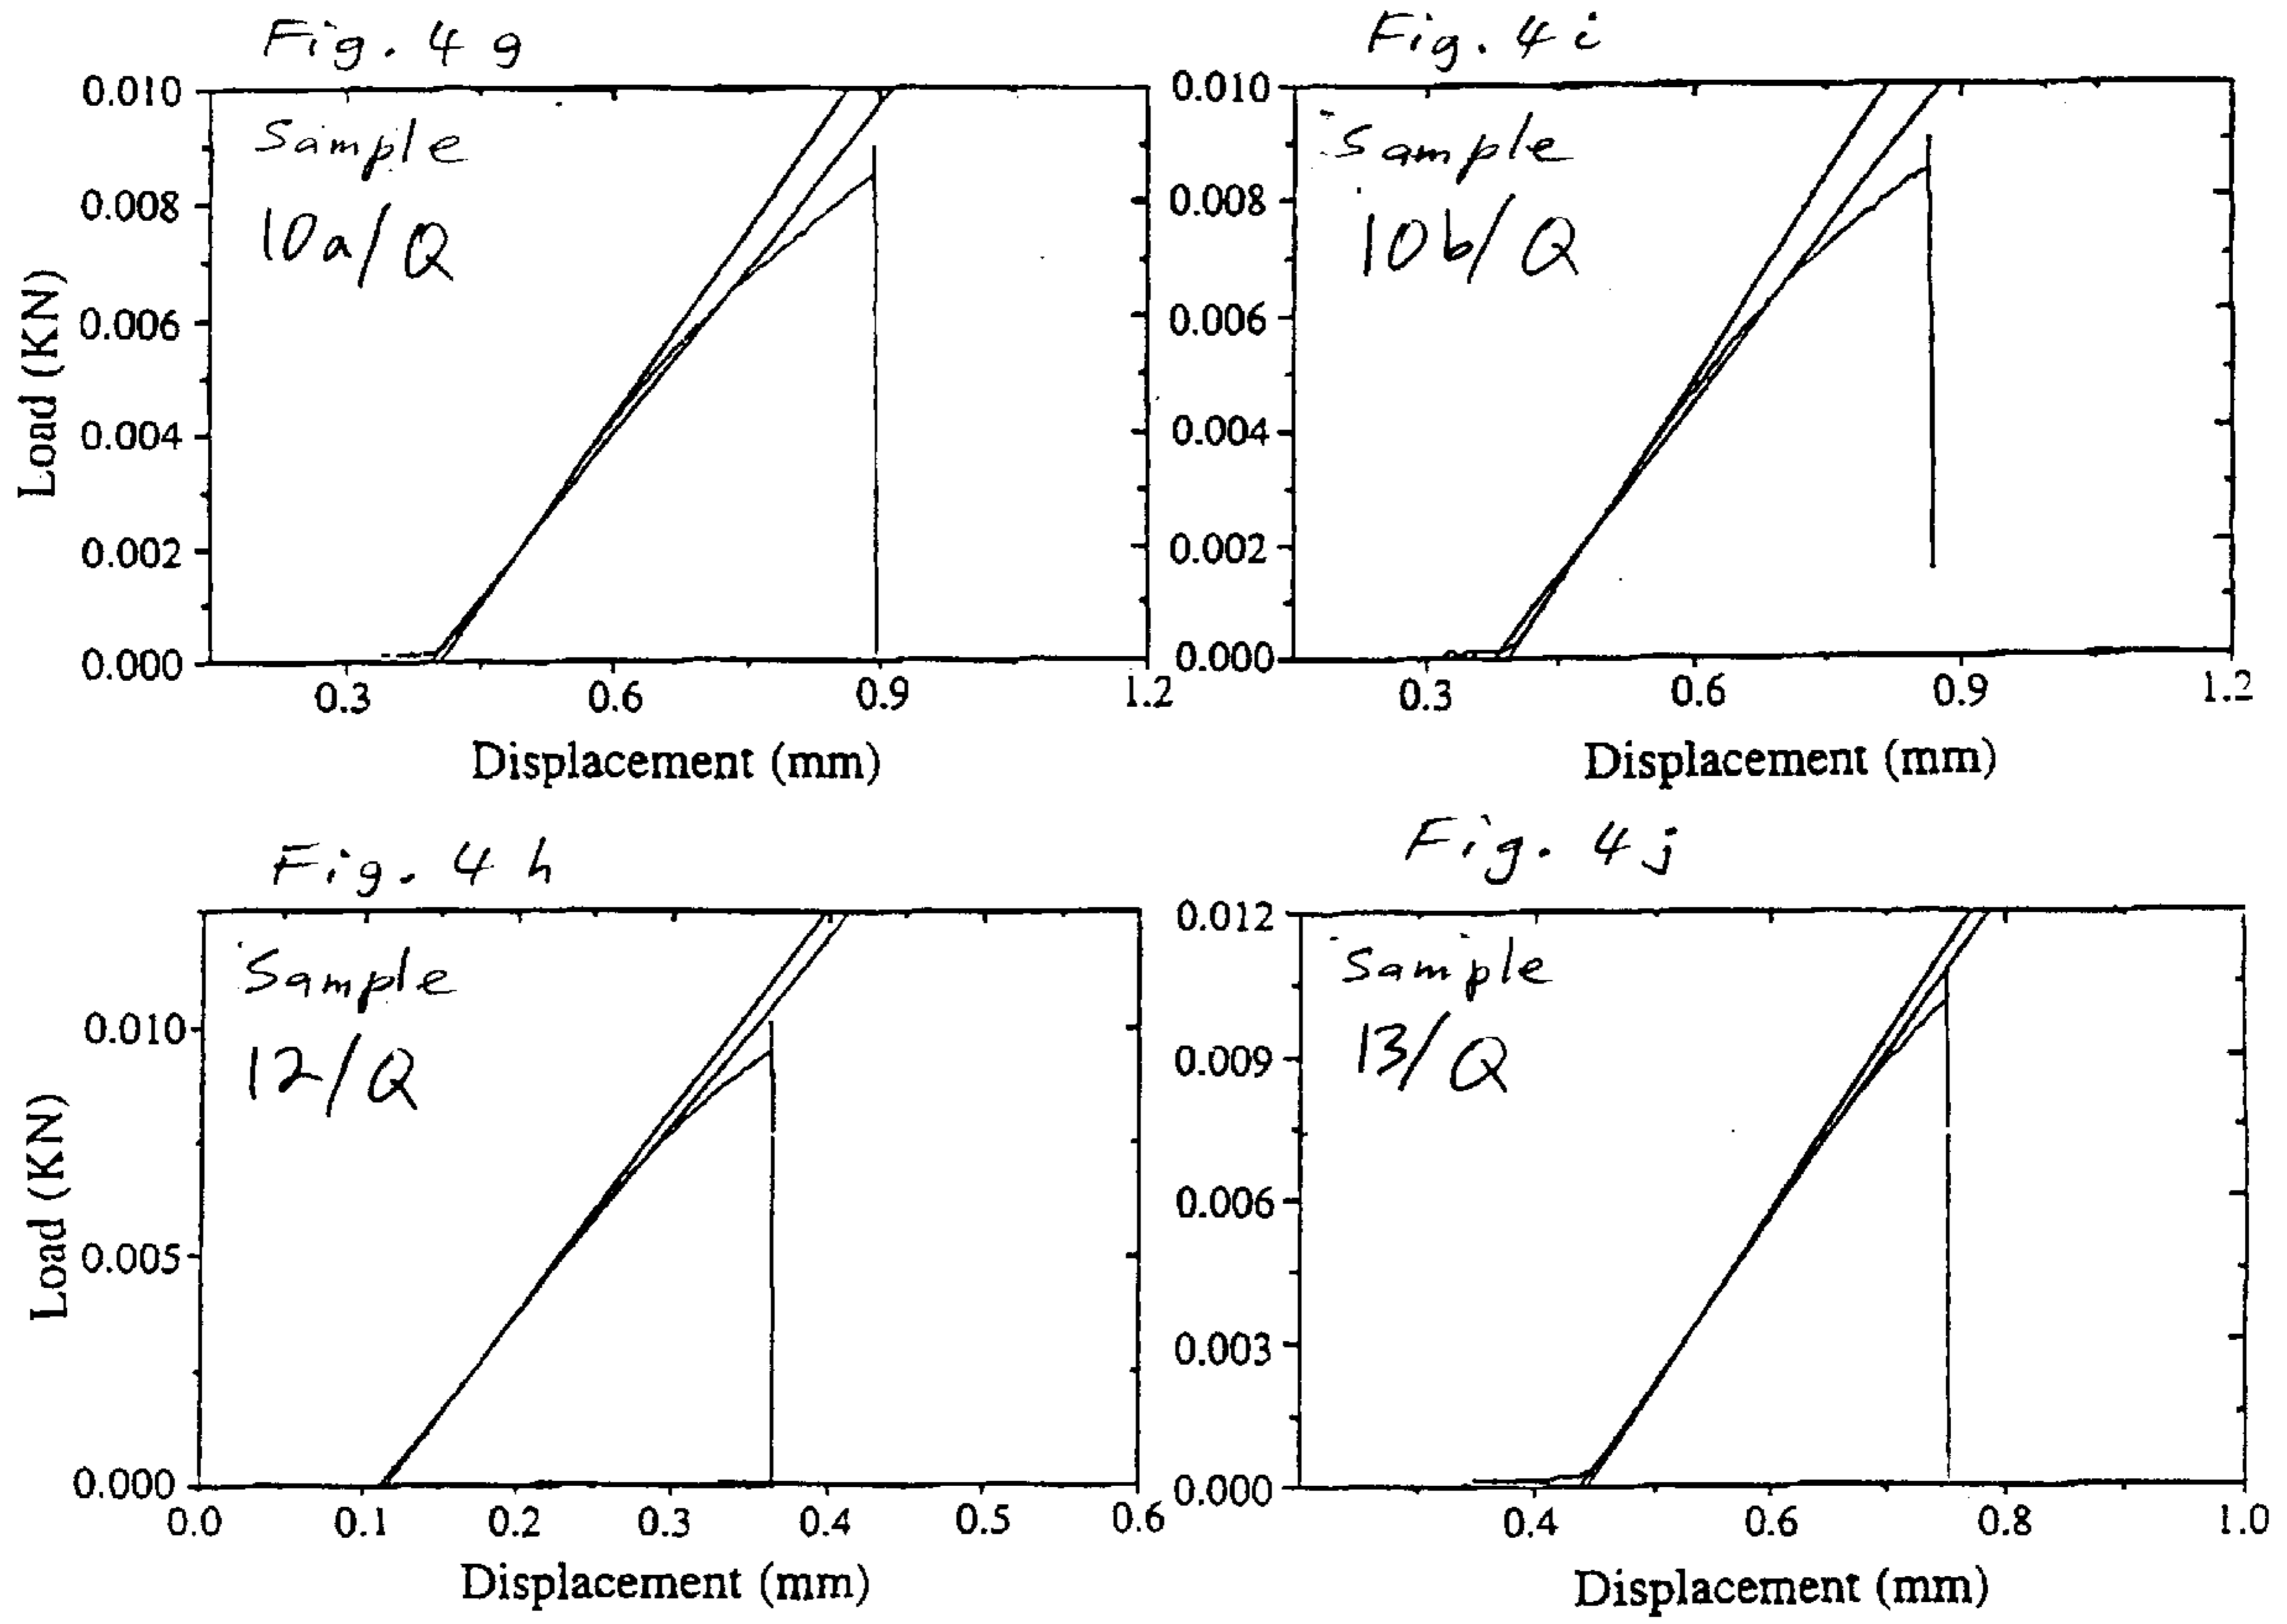 Fig. 4 g
0.010
0.008
0.006
0.004
0.002
0.000
Load (KN)
Sample
10a/Q
0.3 0.6 0.9 1.2
Displacement (mm)
Fig. 4 i
0.010
0.008
0.006
0.004
0.002
0.000
Sample
10b/Q
0.3 0.6 0.9 1.2
Displacement (mm)
Fig. 4 h
0.010
0.005
0.000
Load (KN)
Sample
12/Q
0.0 0.1 0.2 0.3 0.4 0.5 0.6
Displacement (mm)
Fig. 4 j
0.012
0.009
0.006
0.003
0.000
Sample
13/Q
0.4 0.6 0.8 1.0
Displacement (mm)